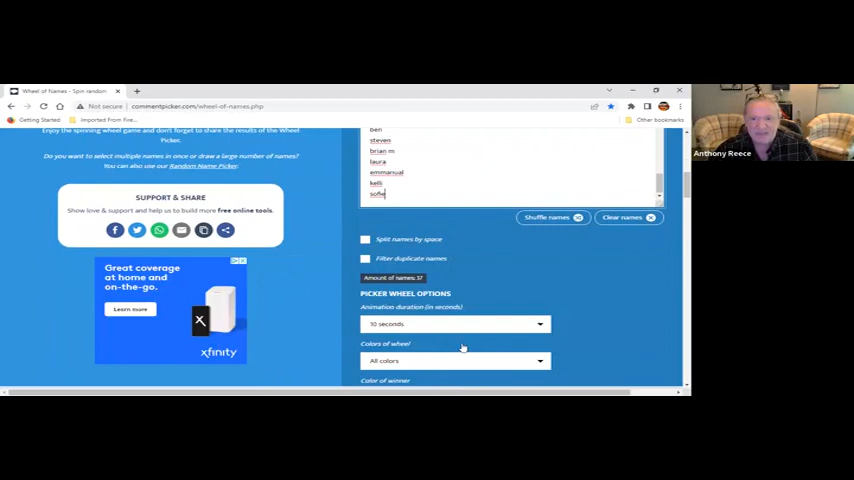 Wheel of Names - Spin random
Not secure
commentpicker.com/wheel-of-names.php
Getting Started
Imported From Fire...
Other bookmarks
Enjoy the spinning wheel game and don't forget to share the results of the Wheel
Picker.
Do you want to select multiple names in once or draw a large number of names?
You can also use our Random Name Picker.
SUPPORT & SHARE
Show love & support and help us to build more free online tools.
Great coverage
at home and
on-the-go.
Learn more
xfinity
ben
steven
brian m
laura
emmanual
kelli
sofie
Shuffle names
Clear names
Split names by space
Filter duplicate names
Amount of names:37
PICKER WHEEL OPTIONS
Animation duration (in seconds)
10 seconds
Colors of wheel
All colors
Color of winner
Anthony Reece